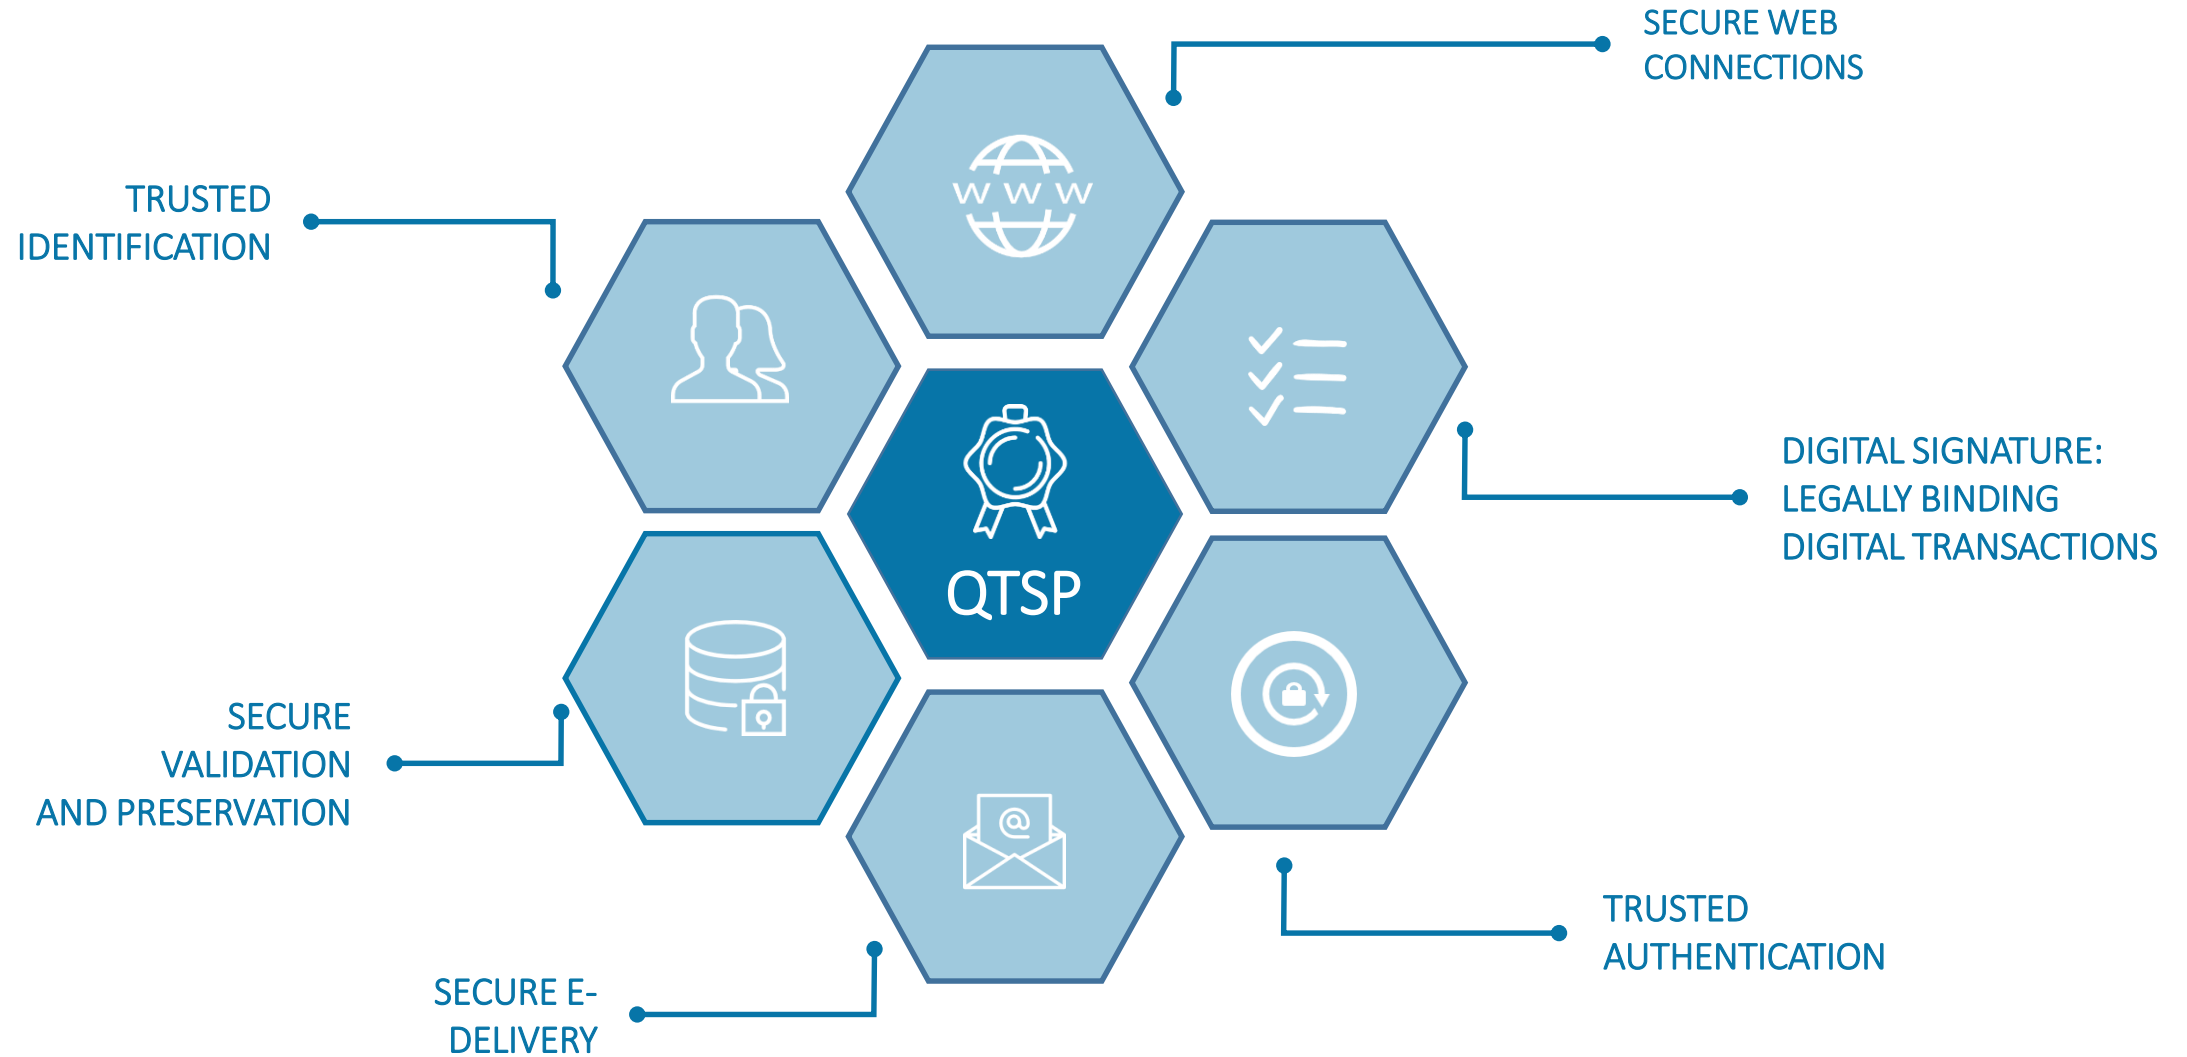 SECURE WEB
CONNECTIONS
W W W
TRUSTED
IDENTIFICATION
DIGITAL SIGNATURE:
LEGALLY BINDING
DIGITAL TRANSACTIONS
QTSP
SECURE
VALIDATION
AND PRESERVATION
@
TRUSTED
AUTHENTICATION
SECURE E-
DELIVERY